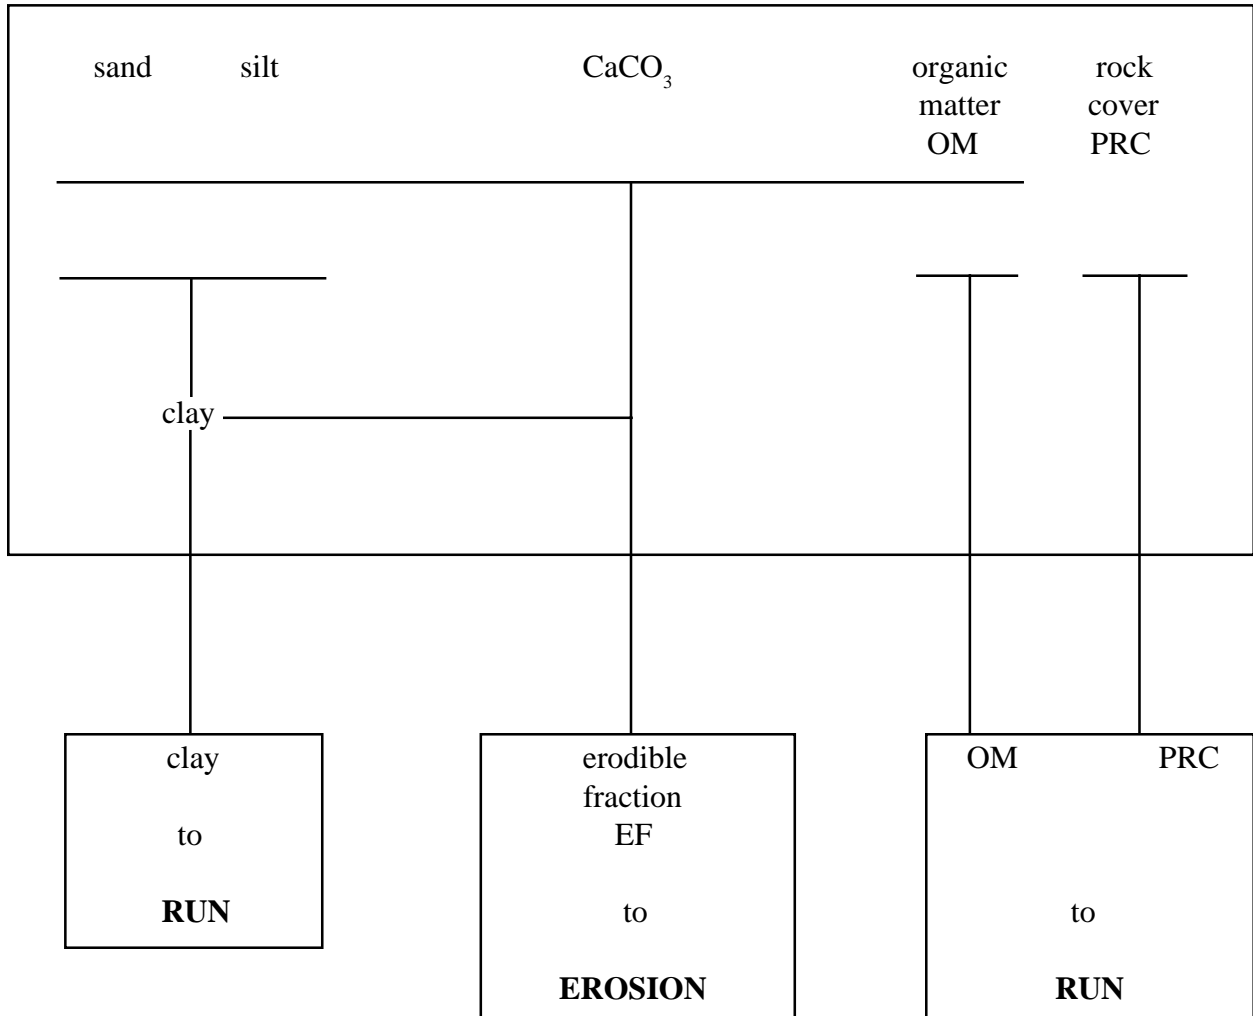 sand silt CaCO₃ organic rock
matter cover
OM PRC
clay
clay erodible OM PRC
fraction
to EF
RUN to to
EROSION RUN